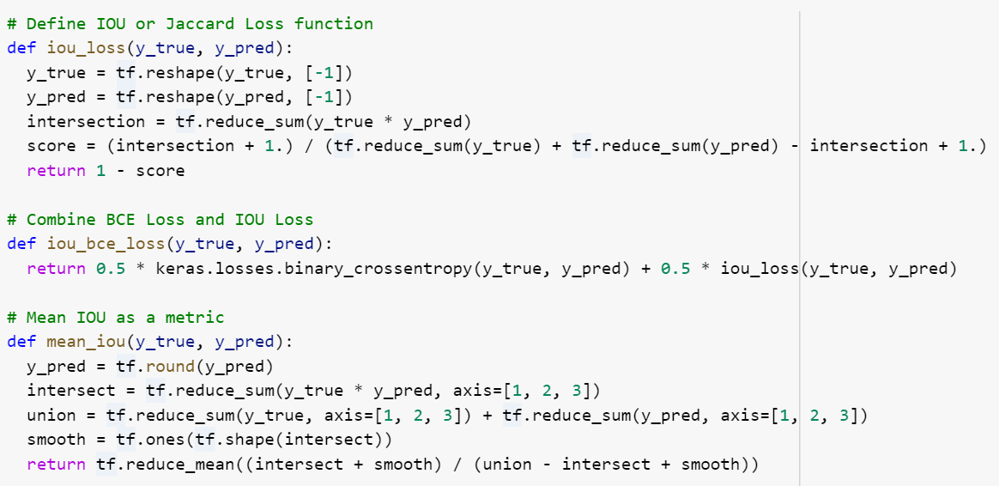 # Define IOU or Jaccard Loss function
def iou_loss(y_true, y_pred):
  y_true = tf.reshape(y_true, [-1])
  y_pred = tf.reshape(y_pred, [-1])
  intersection = tf.reduce_sum(y_true * y_pred)
  score = (intersection + 1.) / (tf.reduce_sum(y_true) + tf.reduce_sum(y_pred) - intersection + 1.)
  return 1 - score

# Combine BCE Loss and IOU Loss
def iou_bce_loss(y_true, y_pred):
  return 0.5 * keras.losses.binary_crossentropy(y_true, y_pred) + 0.5 * iou_loss(y_true, y_pred)

# Mean IOU as a metric
def mean_iou(y_true, y_pred):
  y_pred = tf.round(y_pred)
  intersect = tf.reduce_sum(y_true * y_pred, axis=[1, 2, 3])
  union = tf.reduce_sum(y_true, axis=[1, 2, 3]) + tf.reduce_sum(y_pred, axis=[1, 2, 3])
  smooth = tf.ones(tf.shape(intersect))
  return tf.reduce_mean((intersect + smooth) / (union - intersect + smooth))